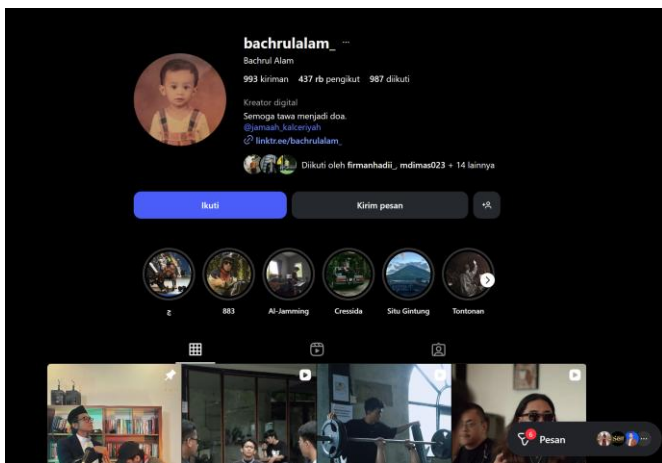 bachrulalam_ ...
Bachrul Alam
993 kiriman 437 rb pengikut 987 diikuti
Kreator digital
Semoga tawa menjadi doa.
@jamaah_kalceriyah
linktr.ee/bachrulalam_
Diikuti oleh firmanhadii_, mdimas023 + 14 lainnya
Ikuti Kirim pesan
883 Al-Jamming Cressida Situ Gintung Tontonan
6 Pesan